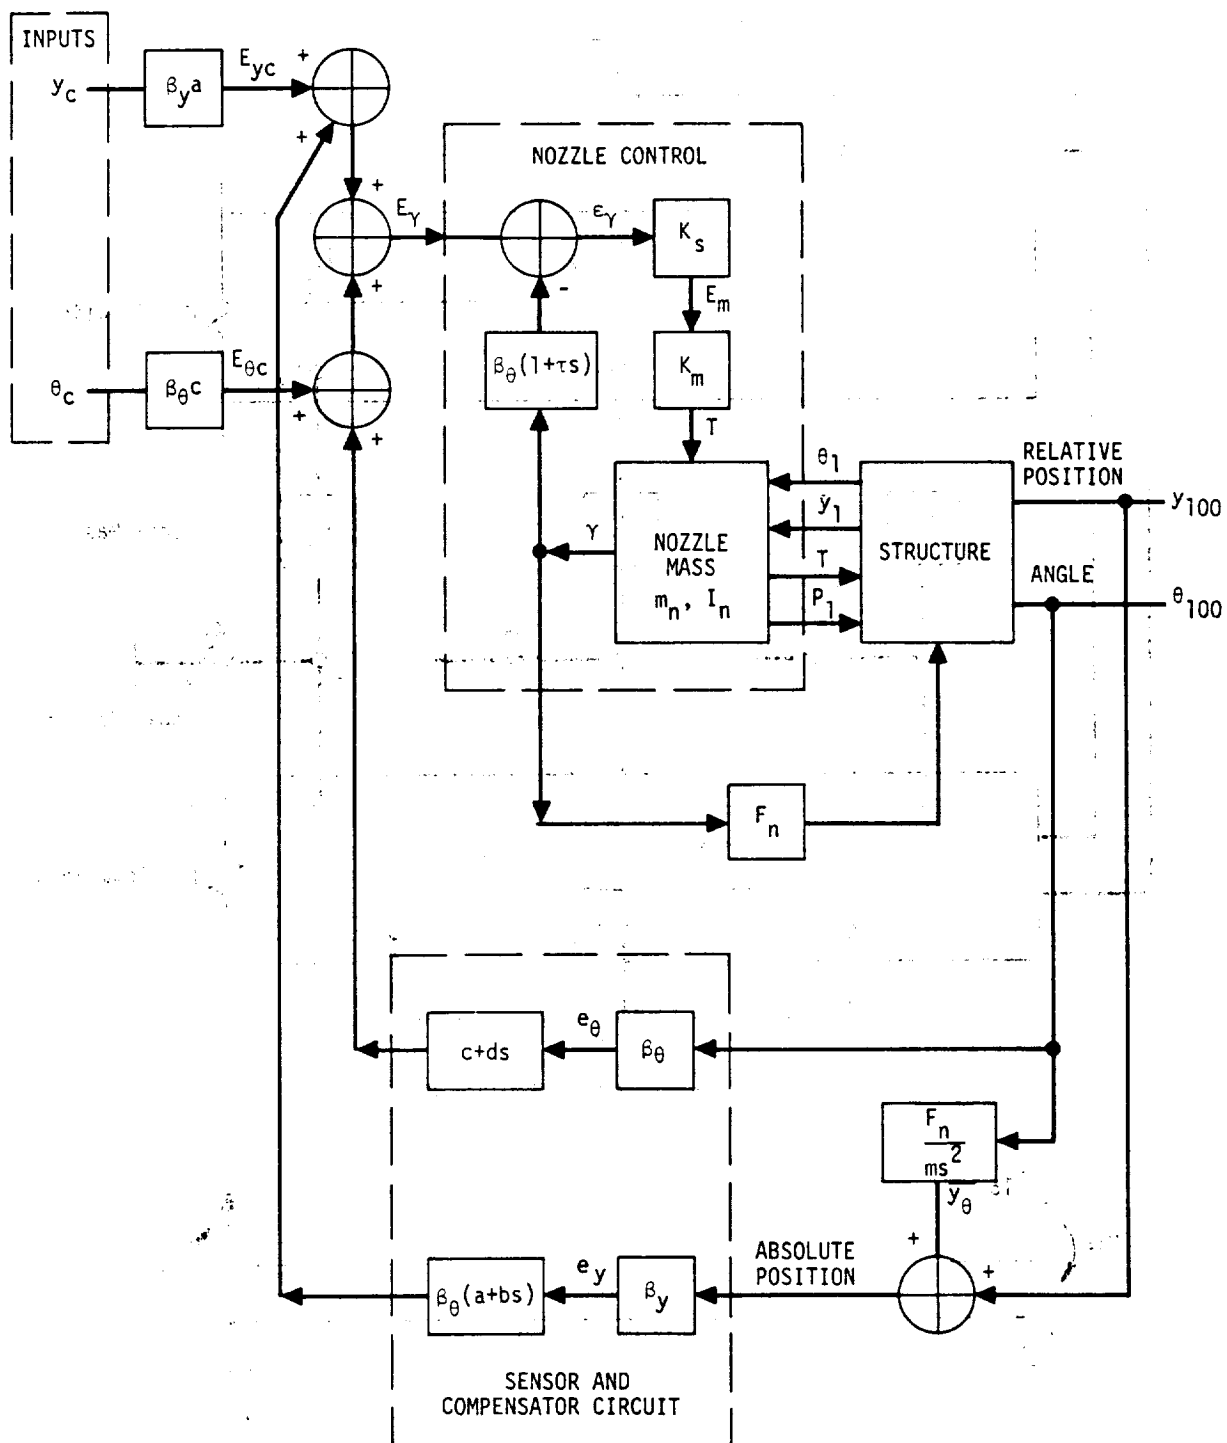 INPUTS
y_c
β_y a
E_yc
+
+
NOZZLE CONTROL
+
E_γ
ε_γ
K_s
+
-
E_m
θ_c
β_θ c
E_θc
+
+
β_θ(1+τs)
K_m
T
θ_1
ẏ_1
T
P_1
γ
NOZZLE
MASS
m_n, I_n
STRUCTURE
RELATIVE
POSITION
y_100
ANGLE
θ_100
F_n
c+ds
e_θ
β_θ
F_n
ms^2
y_θ
+
+
-
ABSOLUTE
POSITION
β_θ(a+bs)
e_y
β_y
SENSOR AND
COMPENSATOR CIRCUIT